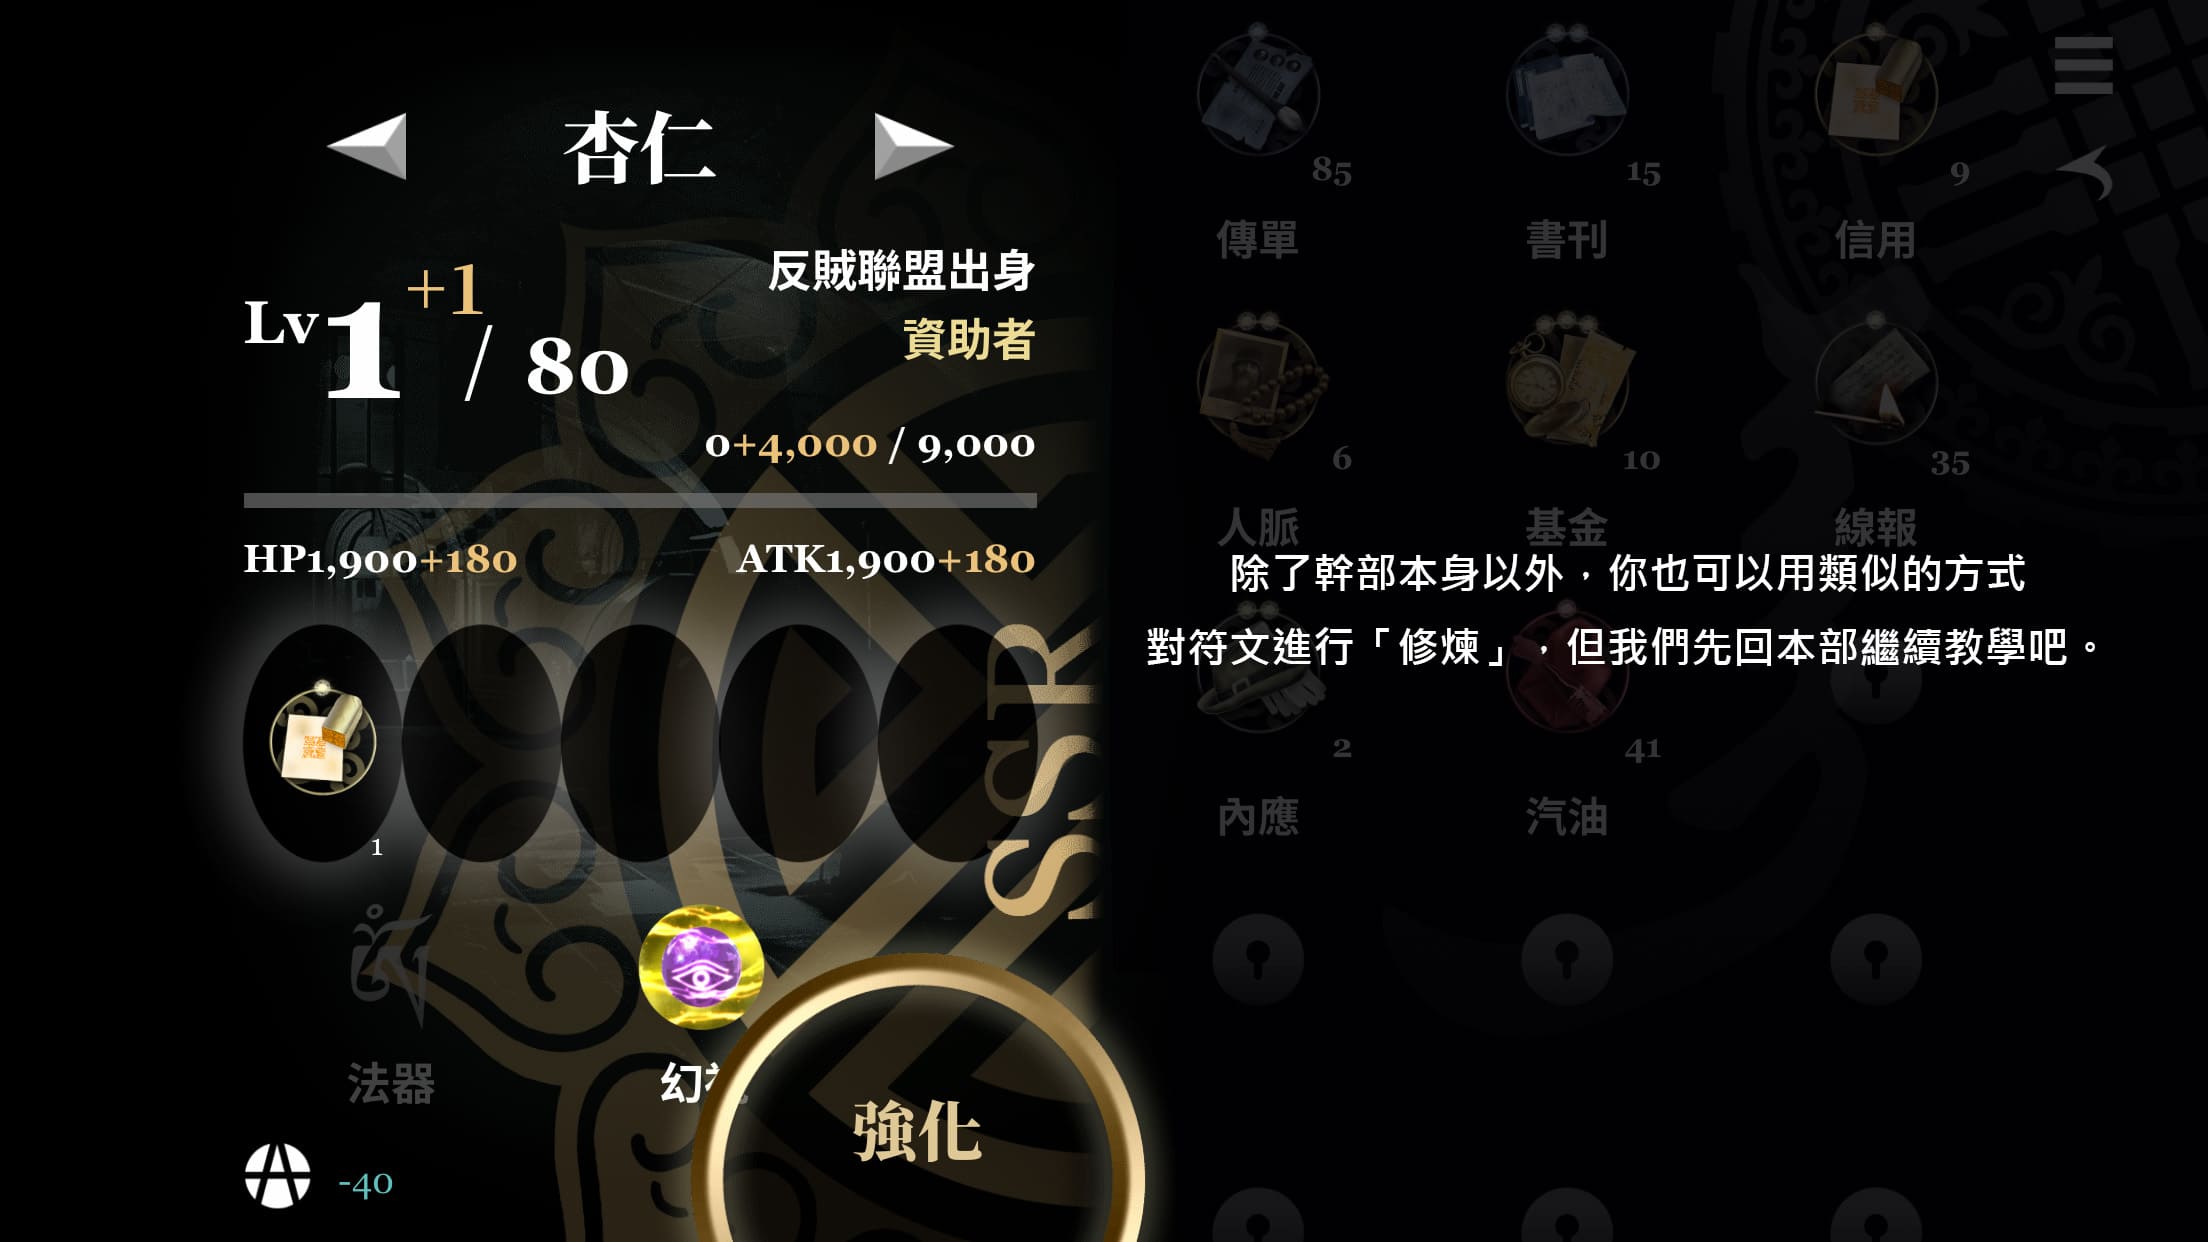 杏仁
反賊聯盟出身
資助者
Lv1+1/ 80
0+4,000 / 9,000
HP1,900+180
ATK1,900+180
1
SSR
法器
強化
-40
85
15
9
傳單
書刊
信用
6
10
35
人脈
基金
線報
除了幹部本身以外，你也可以用類似的方式
對符文進行「修煉」，但我們先回本部繼續教學吧。
2
41
內應
汽油